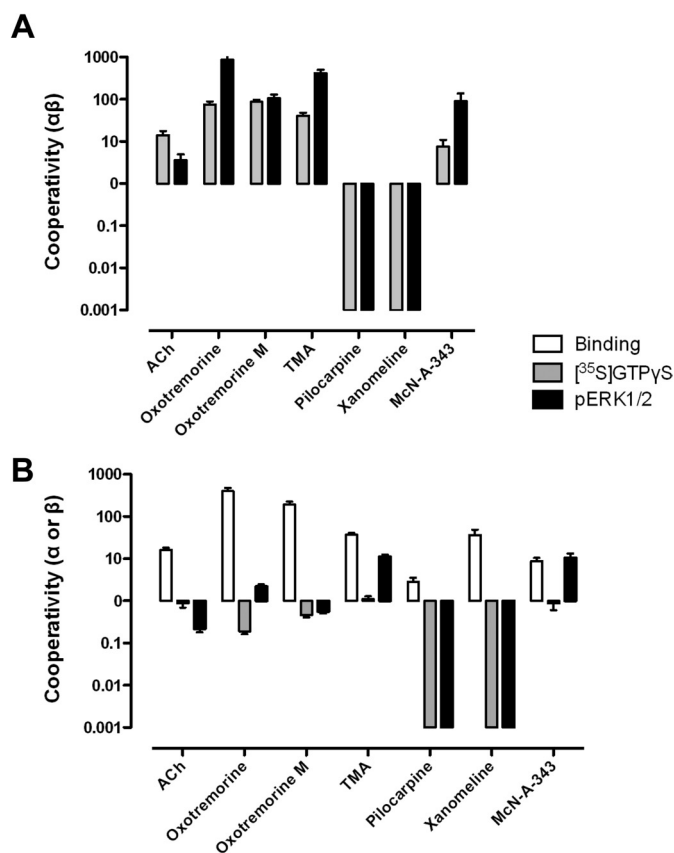 A
Cooperativity (αβ)
1000
100
10
0
0.1
0.01
0.001
ACh
Oxotremorine
Oxotremorine M
TMA
Pilocarpine
Xanomeline
McN-A-343
Binding
[³⁵S]GTPγS
pERK1/2
B
Cooperativity (α or β)
1000
100
10
0
0.1
0.01
0.001
ACh
Oxotremorine
Oxotremorine M
TMA
Pilocarpine
Xanomeline
McN-A-343